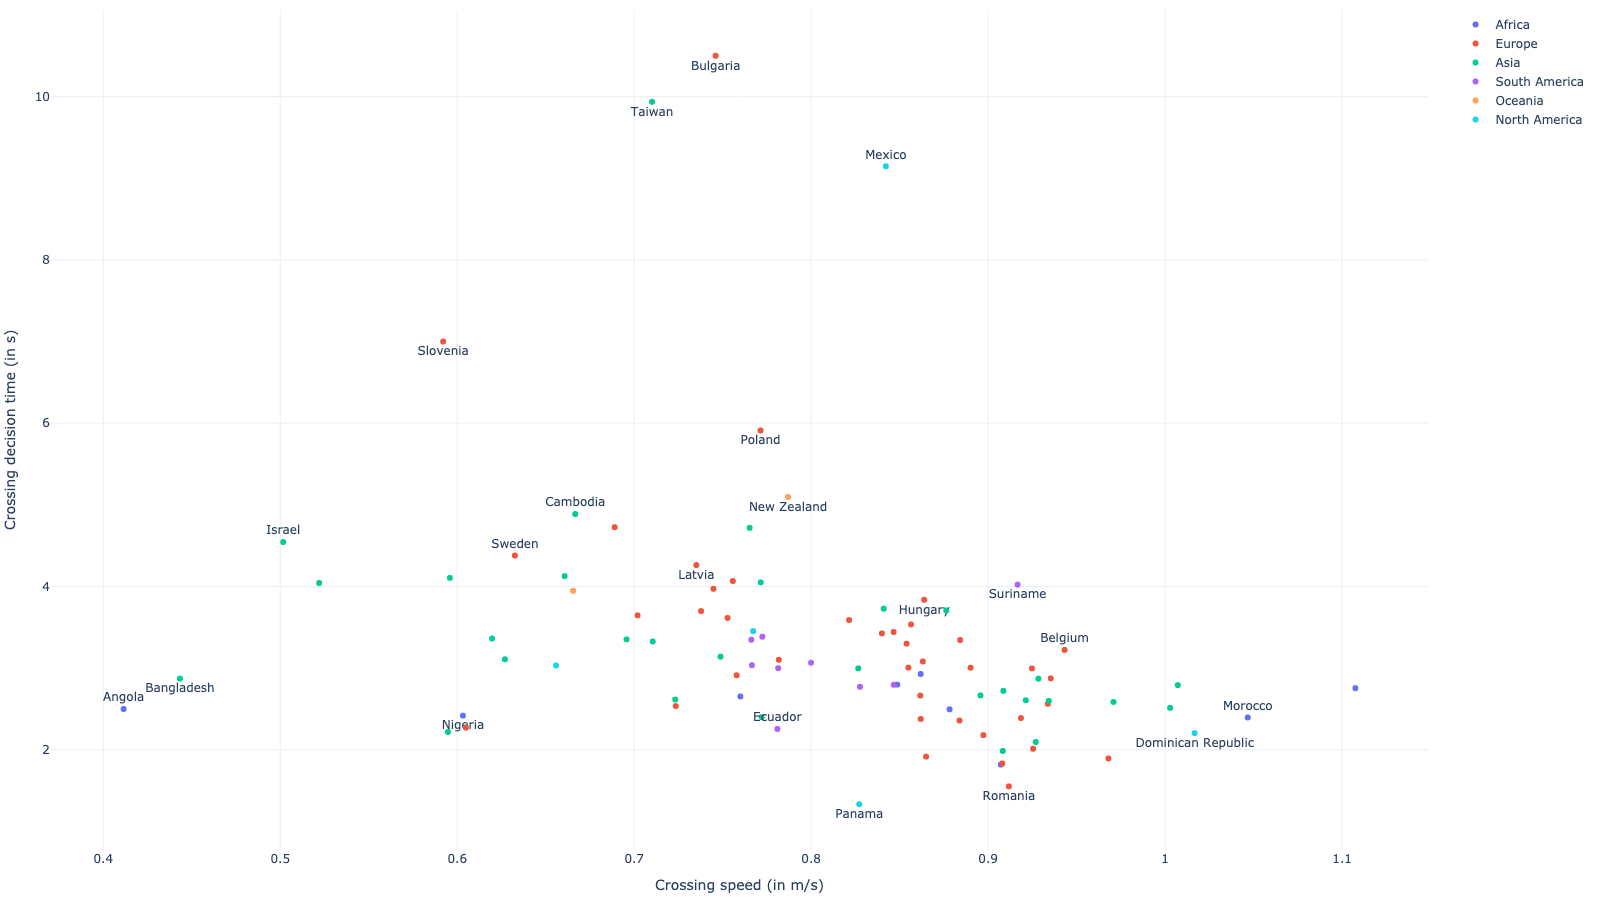 Africa
Europe
Asia
South America
Oceania
North America
Bulgaria
10
Taiwan
Mexico
8
Slovenia
6
Poland
Cambodia
New Zealand
Israel
Sweden
4
Latvia
Suriname
Hungary
Belgium
Bangladesh
Angola
Morocco
Nigeria
Ecuador
2
Dominican Republic
Romania
Panama
0.4
0.5
0.6
0.7
0.8
0.9
1
1.1
Crossing decision time (in s)
Crossing speed (in m/s)